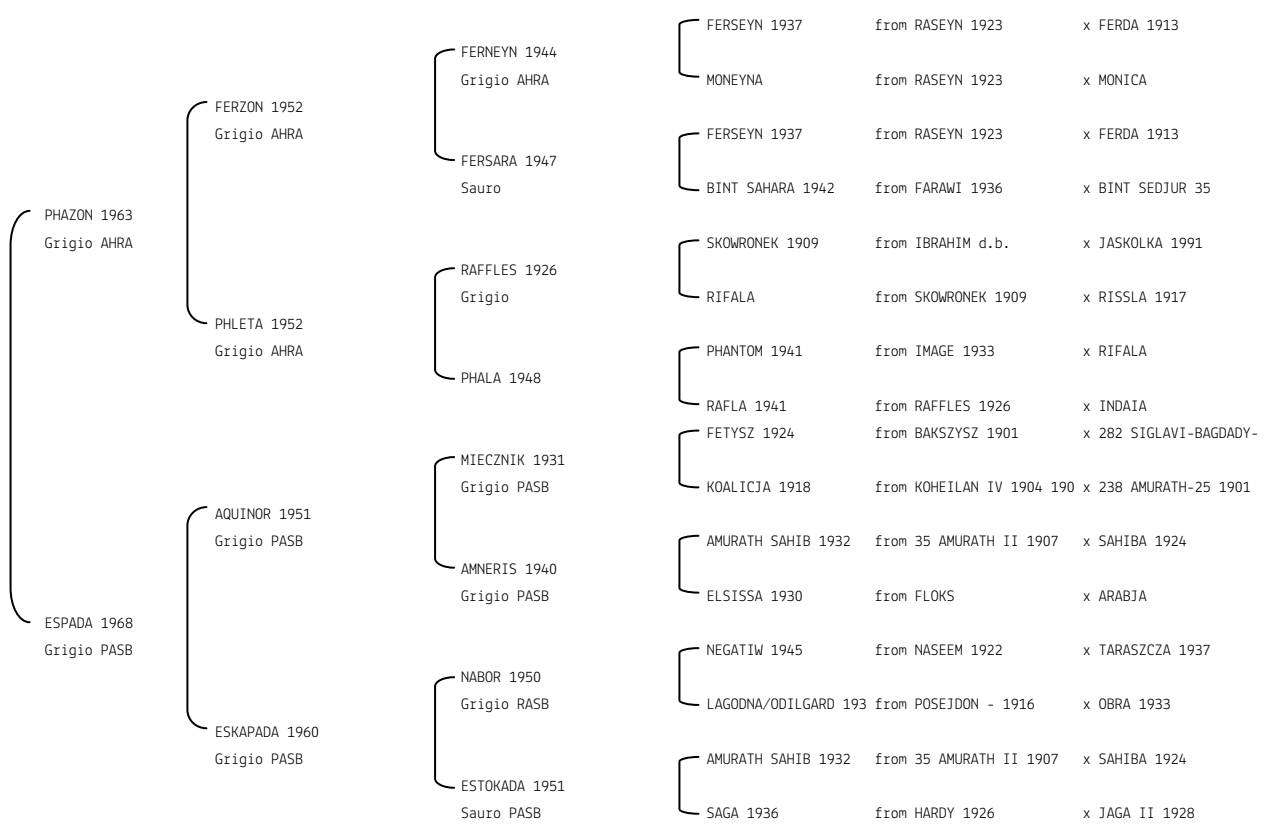 FERSEYN 1937 from RASEYN 1923 x FERDA 1913
FERNEYN 1944
Grigio AHRA MONEYNA from RASEYN 1923 x MONICA
FERZON 1952
Grigio AHRA FERSEYN 1937 from RASEYN 1923 x FERDA 1913
FERSARA 1947
Sauro BINT SAHARA 1942 from FARAWI 1936 x BINT SEDJUR 35
PHAZON 1963
Grigio AHRA SKOWRONEK 1909 from IBRAHIM d.b. x JASKOLKA 1991
RAFFLES 1926
Grigio RIFALA from SKOWRONEK 1909 x RISSLA 1917
PHLETA 1952
Grigio AHRA PHANTOM 1941 from IMAGE 1933 x RIFALA
PHALA 1948
RAFLA 1941 from RAFFLES 1926 x INDAIA
FETYSZ 1924 from BAKSZYSZ 1901 x 282 SIGLAVI-BAGDADY-
MIECZNIK 1931
Grigio PASB KOALICJA 1918 from KOHEILAN IV 1904 190 x 238 AMURATH-25 1901
AQUINOR 1951
Grigio PASB AMURATH SAHIB 1932 from 35 AMURATH II 1907 x SAHIBA 1924
AMNERIS 1940
Grigio PASB ELSISSA 1930 from FLOKS x ARABJA
ESPADA 1968
Grigio PASB NEGATIW 1945 from NASEEM 1922 x TARASZCZA 1937
NABOR 1950
Grigio RASB LAGODNA/ODILGARD 193 from POSEJDON - 1916 x OBRA 1933
ESKAPADA 1960
Grigio PASB AMURATH SAHIB 1932 from 35 AMURATH II 1907 x SAHIBA 1924
ESTOKADA 1951
Sauro PASB SAGA 1936 from HARDY 1926 x JAGA II 1928